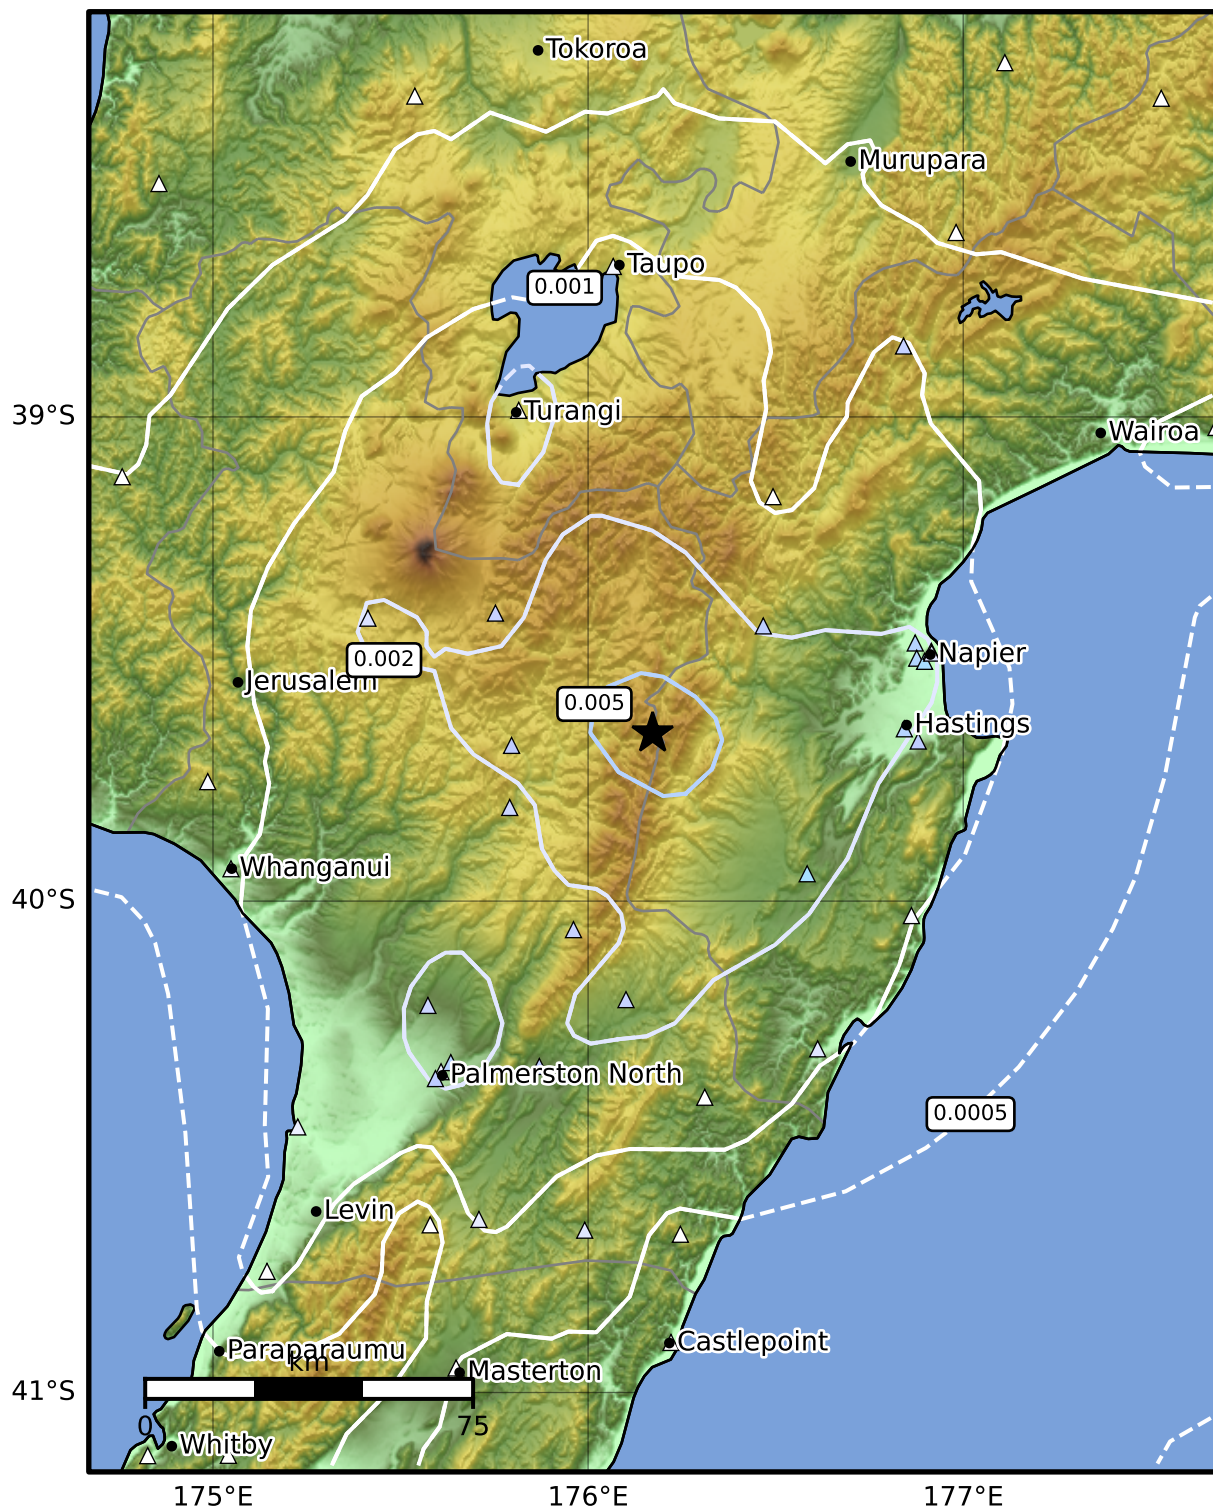 Tokoroa
Murupara
Taupo
0.001
39°S
Turangi
Wairoa
Napier
0.002
Jerusalem
0.005
Hastings
Whanganui
40°S
Palmerston North
0.0005
Levin
Castlepoint
Paraparaumu
km
Masterton
41°S
0
75
Whitby
175°E
176°E
177°E